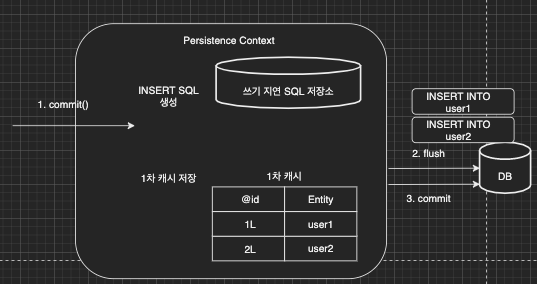 Persistence Context
INSERT SQL
생성
쓰기 지연 SQL 저장소
1. commit()
INSERT INTO
user1
INSERT INTO
user2
2. flush
DB
3. commit
1차 캐시 저장
1차 캐시
@id Entity
1L user1
2L user2